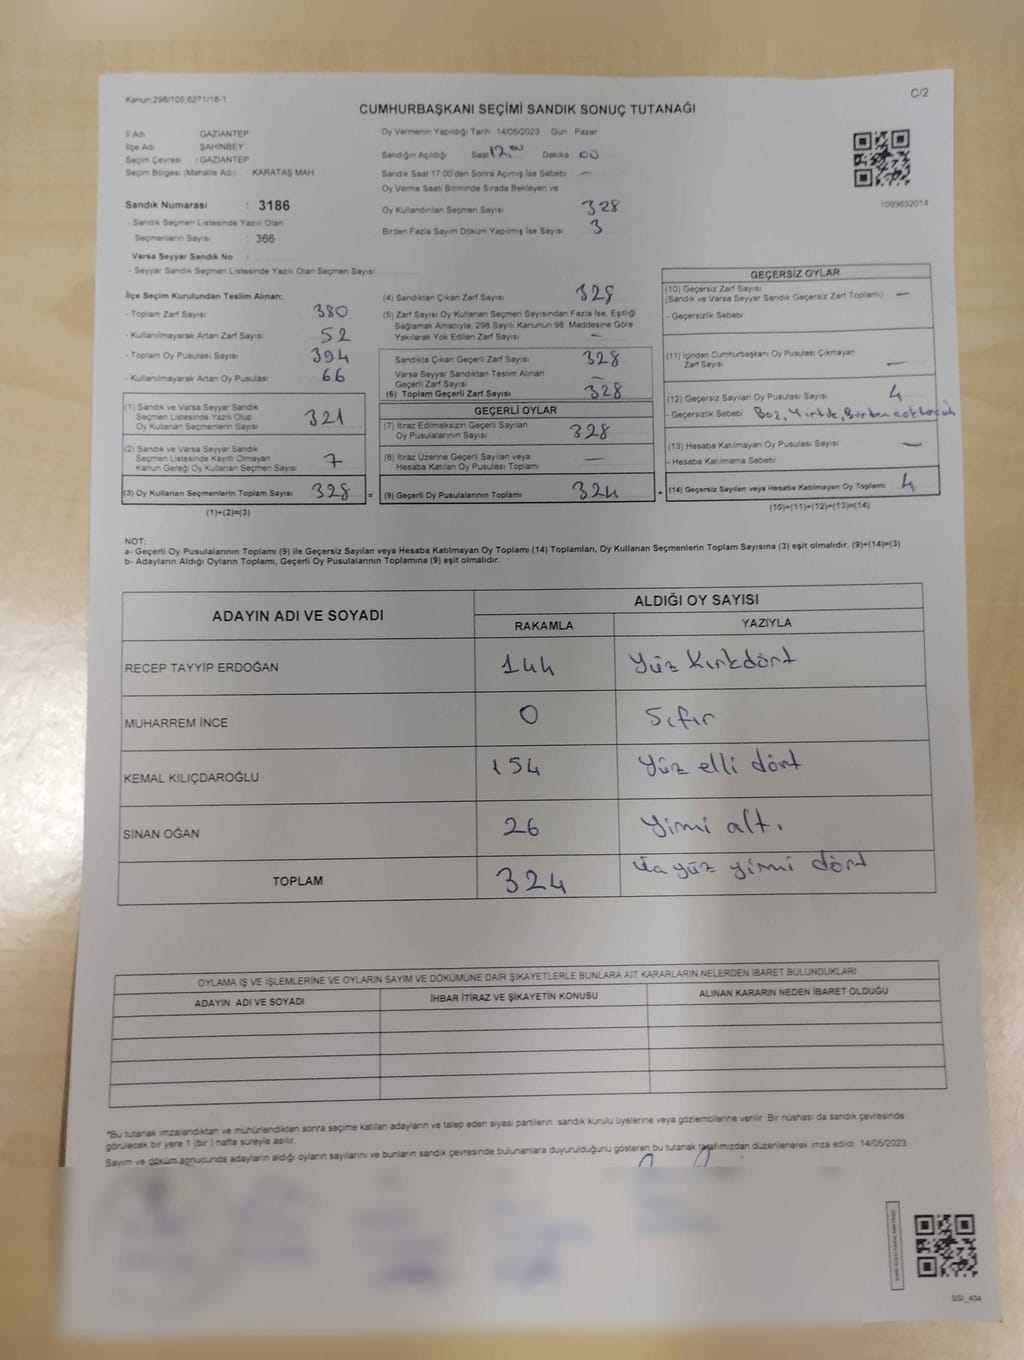 Kanun:298/105,6271/18-1
C/2
CUMHURBAŞKANI SEÇİMİ SANDIK SONUÇ TUTANAĞI
İl Adı GAZİANTEP
İlçe Adı ŞAHİNBEY
Seçim Çevresi : GAZİANTEP
Seçim Bölgesi (Mahalle Adı) KARATAŞ MAH
Sandık Numarası : 3186
- Sandık Seçmen Listesinde Yazılı Olan
Seçmenlerin Sayısı : 366
Varsa Seyyar Sandık No :
- Seyyar Sandık Seçmen Listesinde Yazılı Olan Seçmen Sayısı
Oy Vermenin Yapıldığı Tarih 14/05/2023 Gün Pazar
Sandığın Açıldığı Saat 17.00 Dakika 00
Sandık Saat 17:00'den Sonra Açımış İse Sebebi –
Oy Verme Saati Bitiminde Sırada Bekleyen ve
Oy Kullandırılan Seçmen Sayısı 328
Birden Fazla Sayım Döküm Yapılmış İse Sayısı 3
1099632014
İlçe Seçim Kurulundan Teslim Alınan;
- Toplam Zarf Sayısı 380
- Kullanılmayarak Artan Zarf Sayısı 52
- Toplam Oy Pusulası Sayısı 394
- Kullanılmayarak Artan Oy Pusulası 66
(1) Sandık ve Varsa Seyyar Sandık
Seçmen Listesinde Yazılı Olup
Oy Kullanan Seçmenlerin Sayısı 321
(2) Sandık ve Varsa Seyyar Sandık
Seçmen Listesinde Kayıtlı Olmayan
Kanun Gereği Oy Kullanan Seçmen Sayısı 7
(3) Oy Kullanan Seçmenlerin Toplam Sayısı 328 =
(1)+(2)=(3)
(4) Sandıktan Çıkan Zarf Sayısı 328
(5) Zarf Sayısı Oy Kullanan Seçmen Sayısından Fazla İse, Eşitliği
Sağlamak Amacıyla; 298 Sayılı Kanunun 98. Maddesine Göre
Yakılarak Yok Edilen Zarf Sayısı –
Sandıkta Çıkan Geçerli Zarf Sayısı 328
Varsa Seyyar Sandıktan Teslim Alınan
Geçerli Zarf Sayısı –
(6) Toplam Geçerli Zarf Sayısı 328
GEÇERLİ OYLAR
(7) İtiraz Edilmeksizin Geçerli Sayılan
Oy Pusulalarının Sayısı 328
(8) İtiraz Üzerine Geçerli Sayılan veya
Hesaba Katılan Oy Pusulası Toplamı –
(9) Geçerli Oy Pusulalarının Toplamı 324 +
GEÇERSİZ OYLAR
(10) Geçersiz Zarf Sayısı
(Sandık ve Varsa Seyyar Sandık Geçersiz Zarf Toplamı) –
- Geçersizlik Sebebi
(11) İçinden Cumhurbaşkanı Oy Pusulası Çıkmayan
Zarf Sayısı –
(12) Geçersiz Sayılan Oy Pusulası Sayısı 4
- Geçersizlik Sebebi Boş, Yırtık,
(13) Hesaba Katılmayan Oy Pusulası Sayısı –
- Hesaba Katılmama Sebebi
(14) Geçersiz Sayılan veya Hesaba Katılmayan Oy Toplamı 4
(10)+(11)+(12)+(13)=(14)
NOT:
a- Geçerli Oy Pusulalarının Toplamı (9) ile Geçersiz Sayılan veya Hesaba Katılmayan Oy Toplamı (14) Toplamları, Oy Kullanan Seçmenlerin Toplam Sayısına (3) eşit olmalıdır. (9)+(14)=(3)
b- Adayların Aldığı Oyların Toplamı, Geçerli Oy Pusulalarının Toplamına (9) eşit olmalıdır.
ADAYIN ADI VE SOYADI
ALDIĞI OY SAYISI
RAKAMLA YAZIYLA
RECEP TAYYİP ERDOĞAN 144 Yüz Kırkdört
MUHARREM İNCE 0 Sıfır
KEMAL KILIÇDAROĞLU 154 Yüz elli dört
SİNAN OĞAN 26 Yimi altı
TOPLAM 324 üç yüz yirmi dört
OYLAMA İŞ VE İŞLEMLERİNE VE OYLARIN SAYIM VE DÖKÜMÜNE DAİR ŞİKAYETLERLE BUNLARA AİT KARARLARIN NELERDEN İBARET BULUNDUKLARI
ADAYIN ADI VE SOYADI İHBAR İTİRAZ VE ŞİKAYETİN KONUSU ALINAN KARARIN NEDEN İBARET OLDUĞU
*Bu tutanak imzalandıktan ve mühürlendikten sonra seçime katılan adayların ve talep eden siyasi partilerin sandık kurulu üyelerine veya gözlemcilerine verilir. Bir nüshası da sandık çevresinde
görülecek bir yere 1 (bir ) hafta süreyle asılır.
Sayım ve döküm sonucunda adayların aldığı oyların sayılarını ve bunların sandık çevresinde bulunanlara duyurulduğunu gösteren bu tutanak tarafımızdan düzenlenerek imza edildi. 14/05/2023
SSI_404